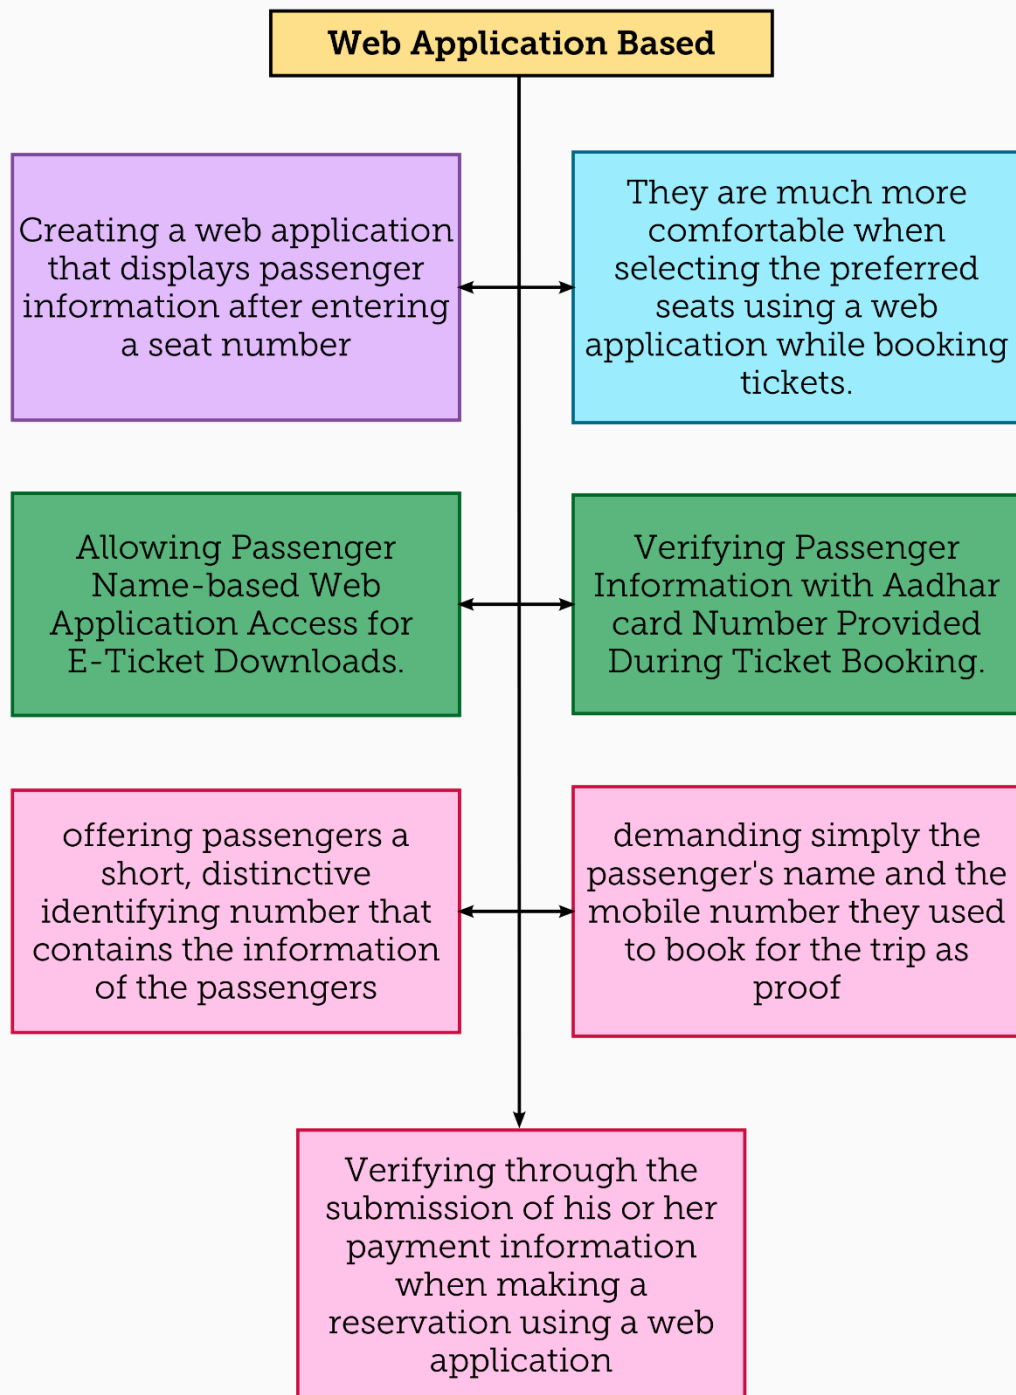 Web Application Based
Creating a web application
that displays passenger
information after entering
a seat number
They are much more
comfortable when
selecting the preferred
seats using a web
application while booking
tickets.
Allowing Passenger
Name-based Web
Application Access for
E-Ticket Downloads.
Verifying Passenger
Information with Aadhar
card Number Provided
During Ticket Booking.
offering passengers a
short, distinctive
identifying number that
contains the information
of the passengers
demanding simply the
passenger's name and the
mobile number they used
to book for the trip as
proof
Verifying through the
submission of his or her
payment information
when making a
reservation using a web
application